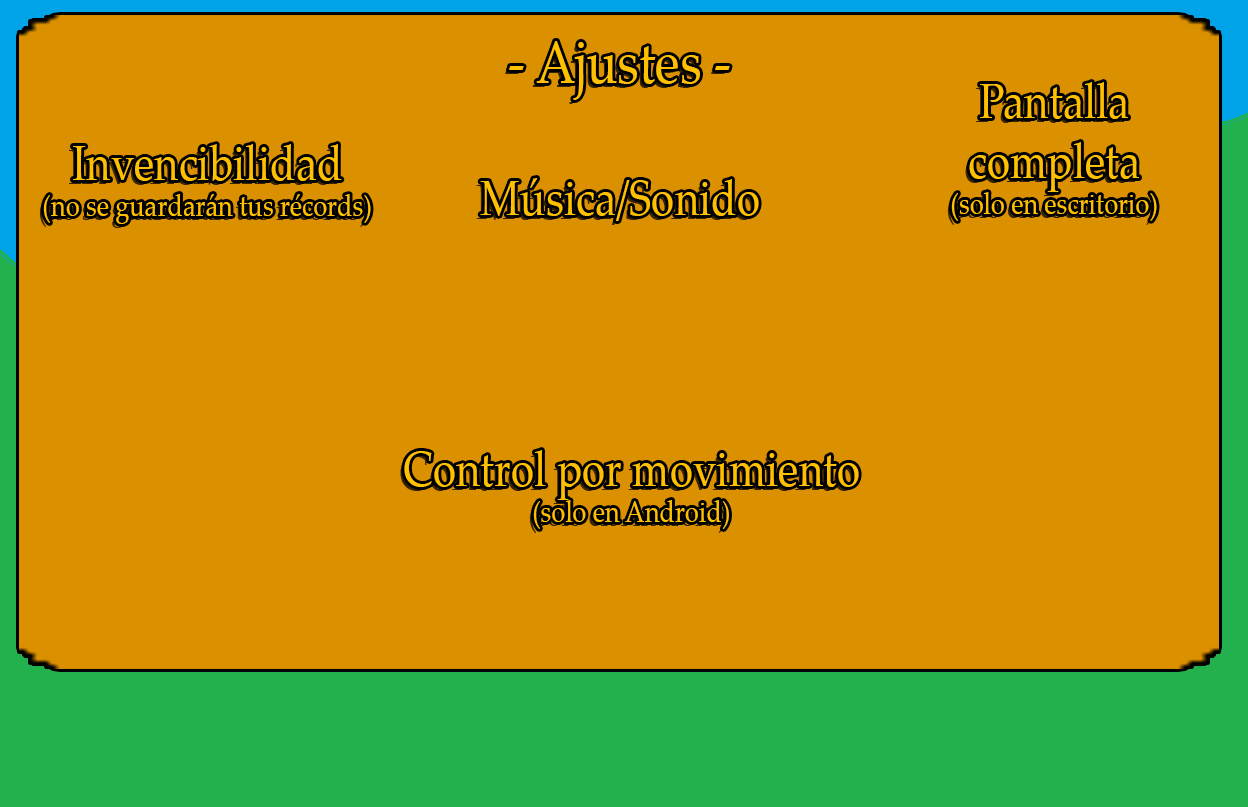 - Ajustes -
Invencibilidad
(no se guardarán tus récords)
Música/Sonido
Pantalla
completa
(solo en escritorio)
Control por movimiento
(solo en Android)